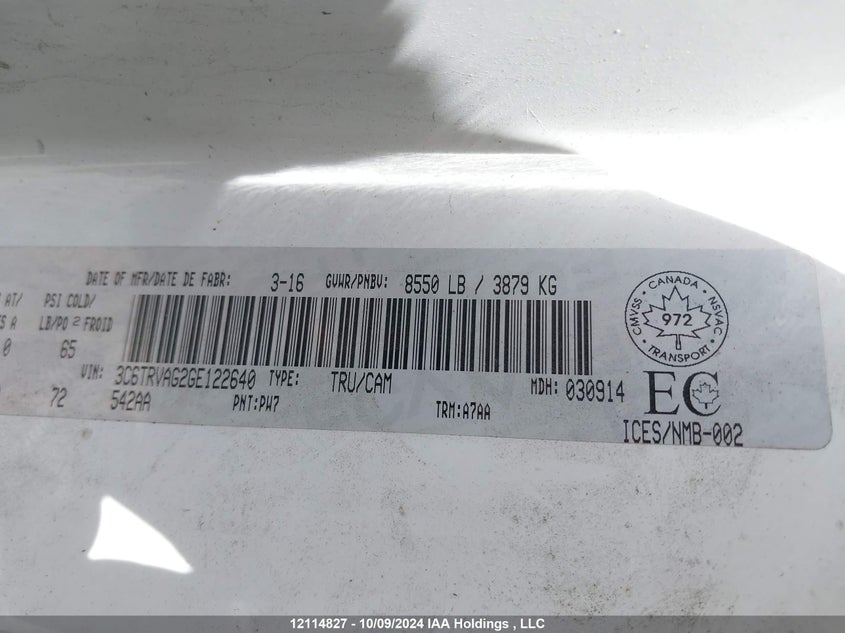 DATE OF MFR/DATE DE FABR: 3-16 GVWR/PNBV: 8550 LB / 3879 KG
AT/ PSI COLD/
A LB/PO 2 FROID
0 65
VIN: 3C6TRVAG2GE122640 TYPE: TRU/CAM MDH: 030914
72 542AA PNT:PW7 TRM:A7AA
CANADA
CMVSS NSVAC
972
TRANSPORT
EC
ICES/NMB-002
12114827 - 10/09/2024 IAA Holdings , LLC